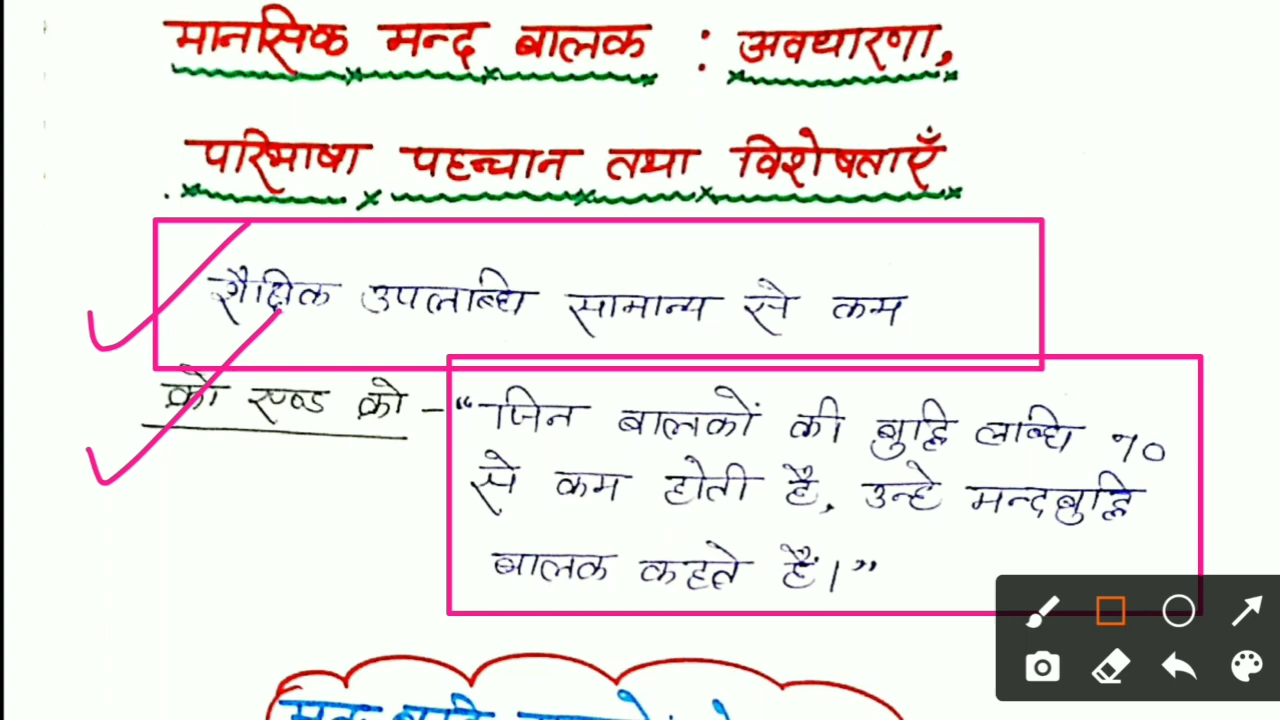 मानसिक मन्द बालक : अवधारणा,
परिभाषा पहचान तथा विशेषताएँ
शैक्षिक उपलब्धि सामान्य से कम
क्रो एण्ड क्रो - “जिन बालकों की बुद्धि लब्धि 70
से कम होती है, उन्हे मन्दबुद्धि
बालक कहते हैं।”